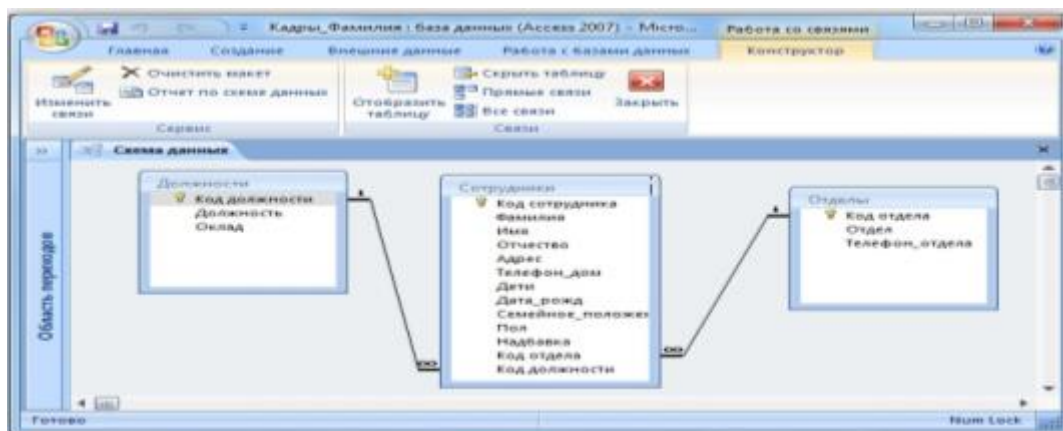 Кадры_Фамилия : база данных (Access 2007) - Micro...
Работа со связями
Главная Создание Внешние данные Работа с базами данных Конструктор
Изменить связи
Очистить макет
Отчет по схеме данных
Сервис
Отобразить таблицу
Скрыть таблицу
Прямые связи
Все связи
Закрыть
Связи
Схема данных
Область переходов
Должности
Код должности
Должность
Оклад
1
∞
Сотрудники
Код сотрудника
Фамилия
Имя
Отчество
Адрес
Телефон_дом
Дети
Дата_рожд
Семейное_положен
Пол
Надбавка
Код отдела
Код должности
∞
1
Отделы
Код отдела
Отдел
Телефон_отдела
Готово
Num Lock